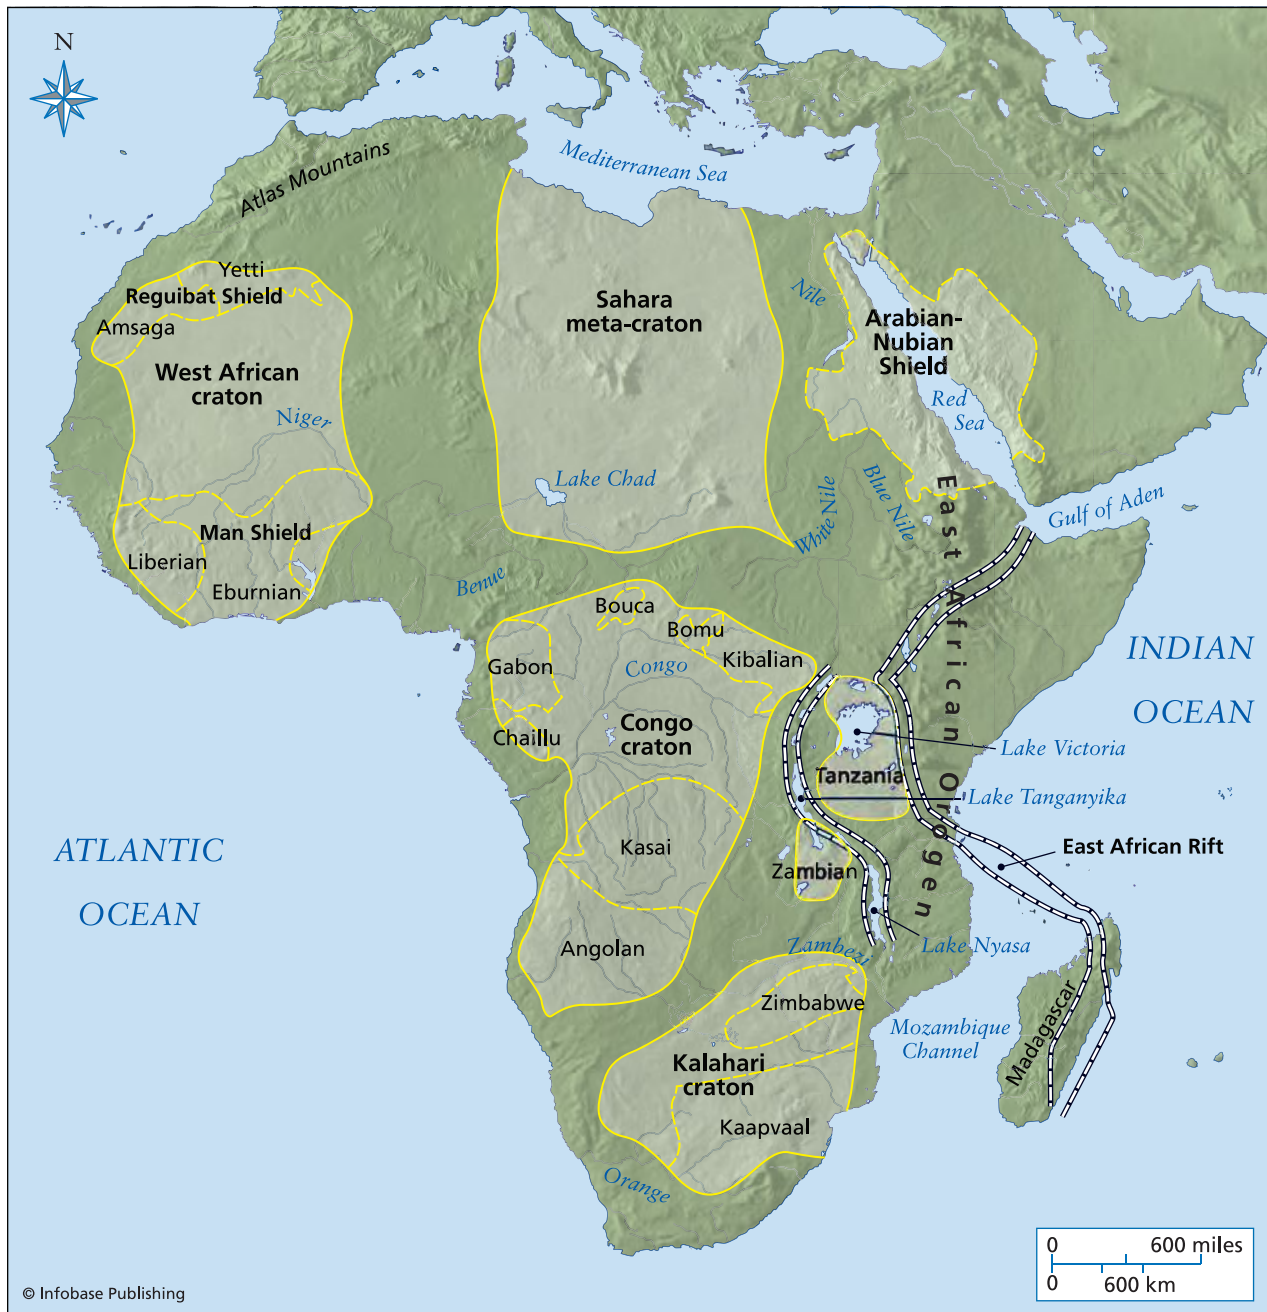 N
Mediterranean Sea
Atlas Mountains
Yetti
Reguibat Shield
Amsaga
West African
craton
Niger
Man Shield
Liberian
Eburnian
Sahara
meta-craton
Lake Chad
Nile
Arabian-
Nubian
Shield
Red
Sea
White Nile
Blue Nile
Gulf of Aden
East African Orogen
Benue
Bouca
Bomu
Kibalian
Gabon
Congo
Chaillu
Congo
craton
Kasai
Angolan
Tanzania
Zambian
INDIAN
OCEAN
Lake Victoria
Lake Tanganyika
East African Rift
Lake Nyasa
ATLANTIC
OCEAN
Zambezi
Zimbabwe
Kalahari
craton
Kaapvaal
Orange
Mozambique
Channel
Madagascar
0 600 miles
0 600 km
© Infobase Publishing